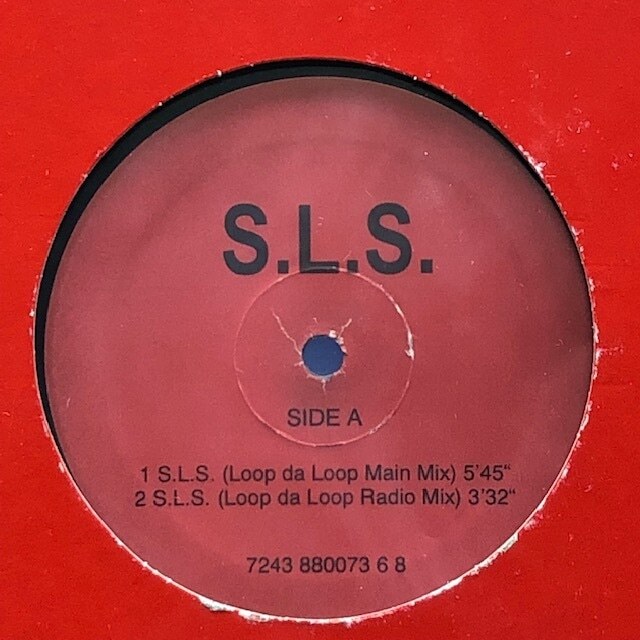 S.L.S.
SIDE A
1 S.L.S. (Loop da Loop Main Mix) 5'45“
2 S.L.S. (Loop da Loop Radio Mix) 3'32“
7243 880073 6 8